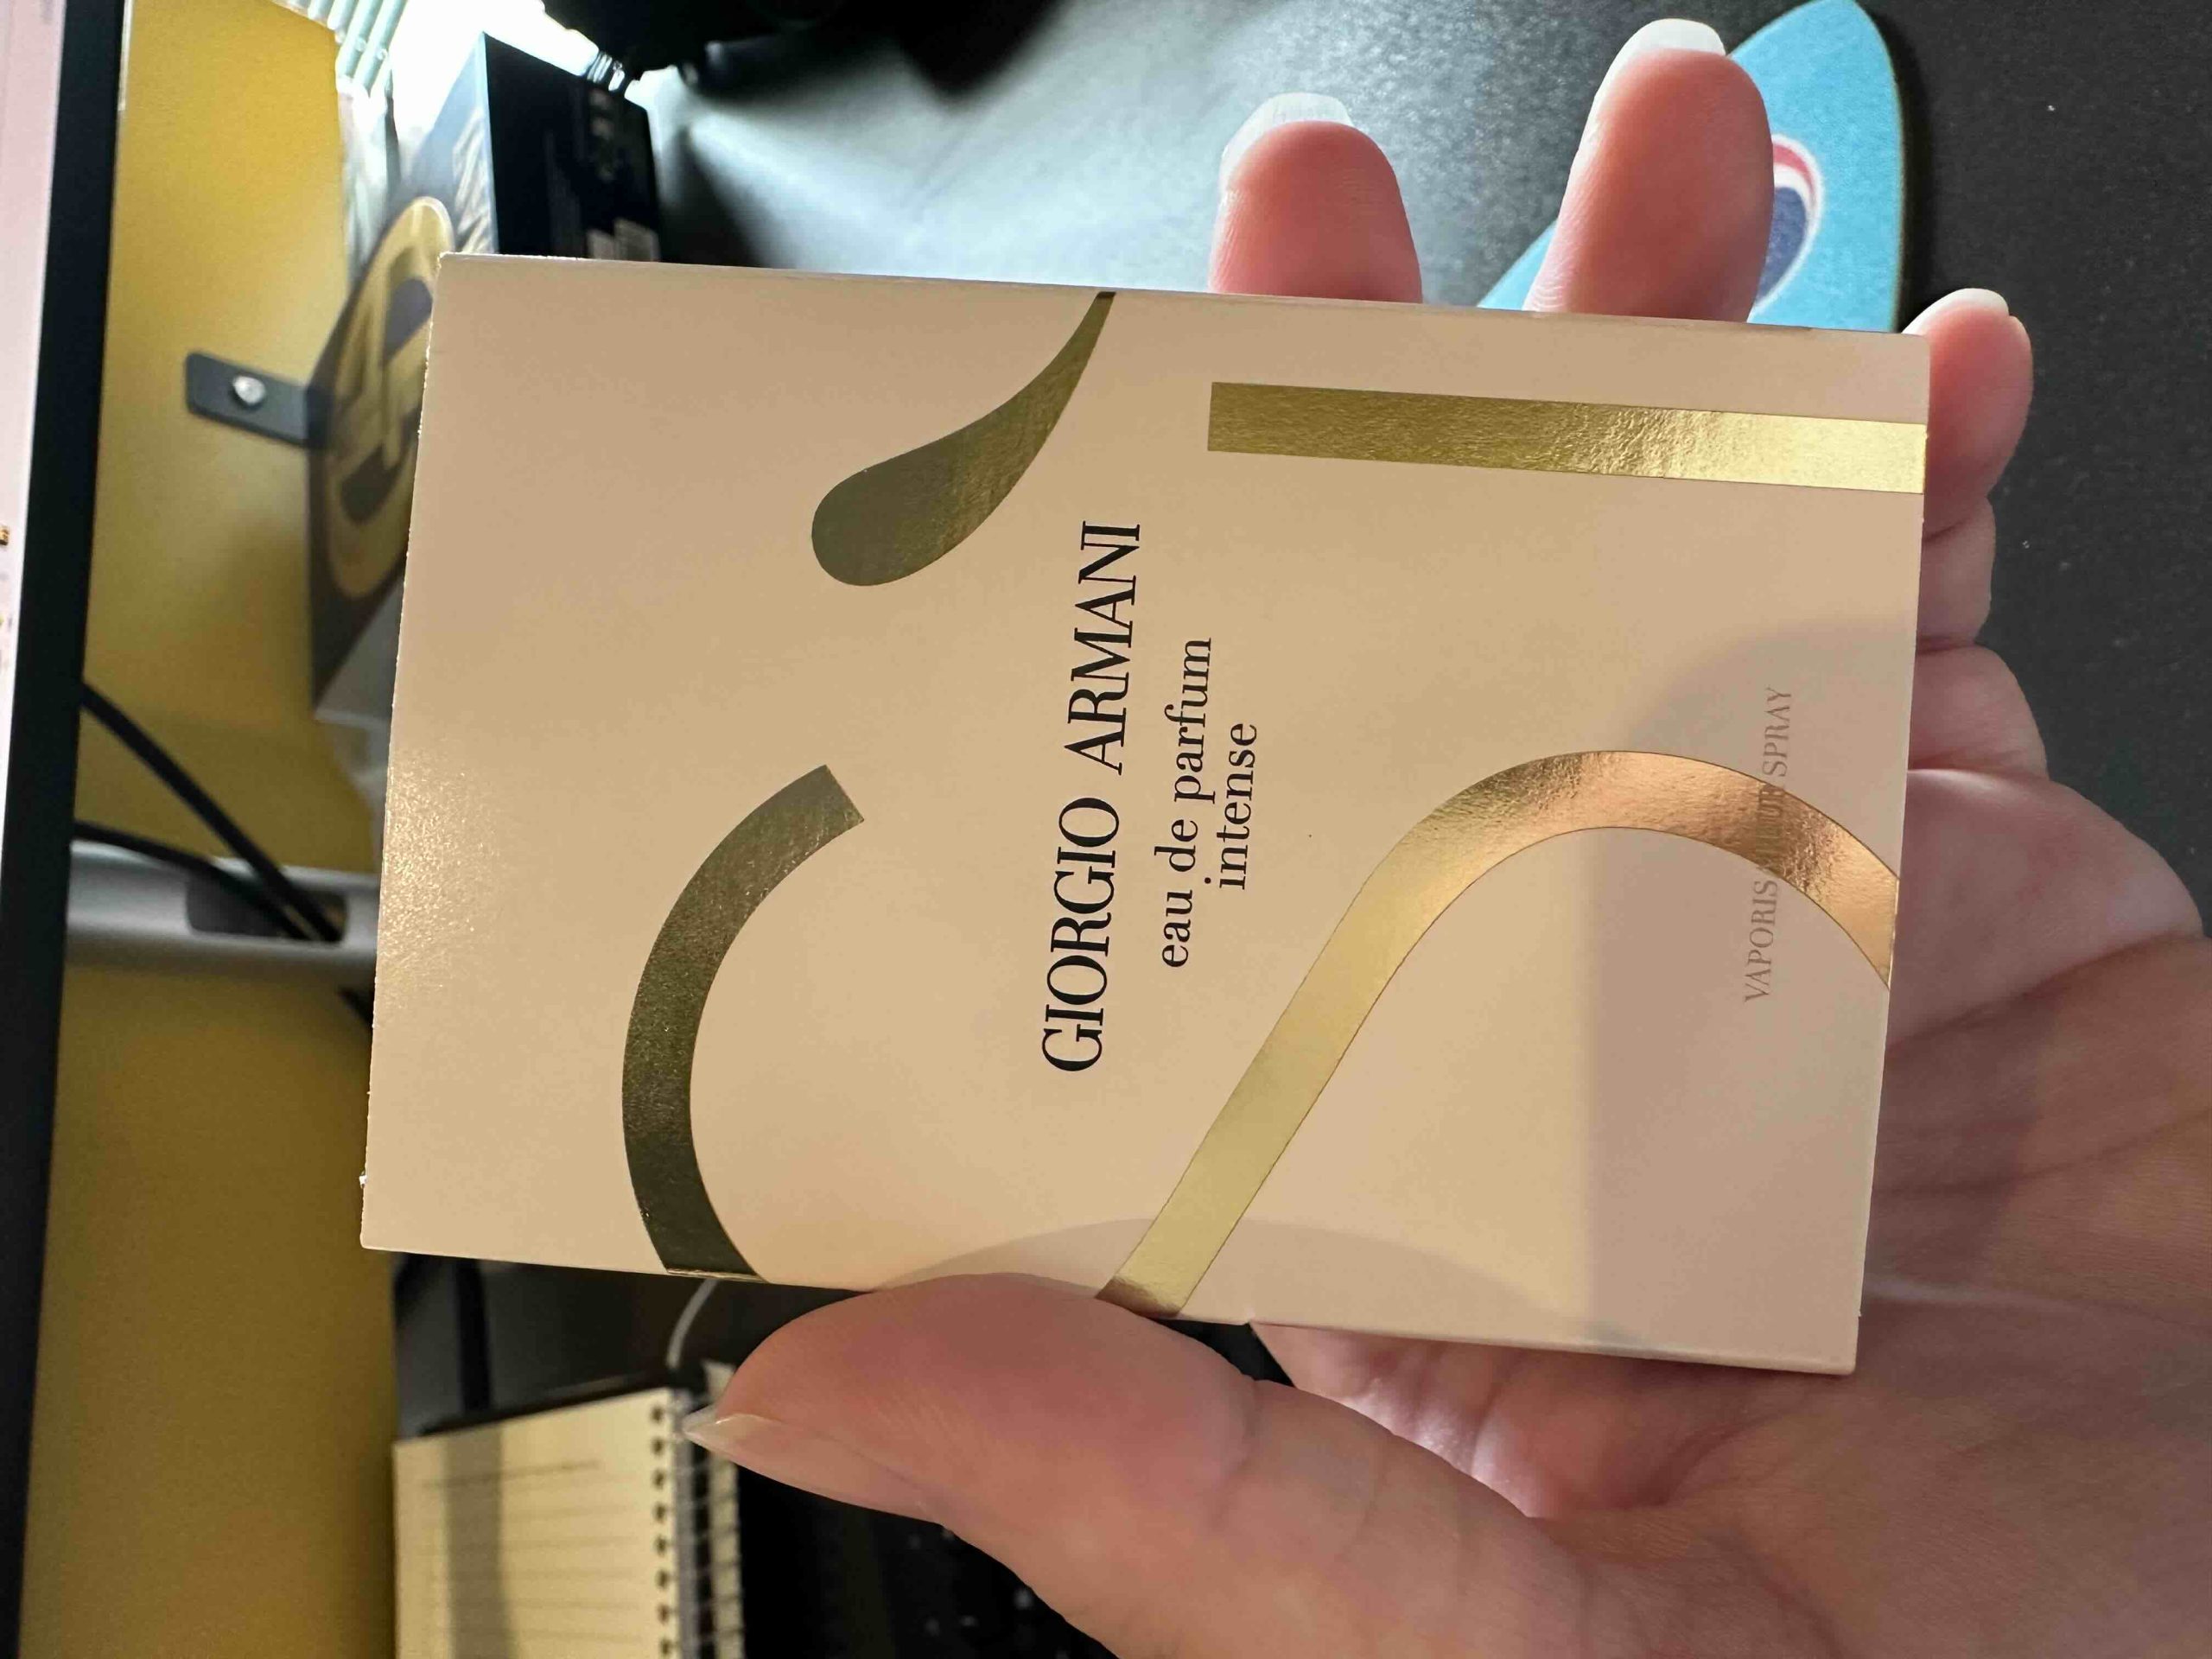 GIORGIO ARMANI
eau de parfum
intense
SPRAY